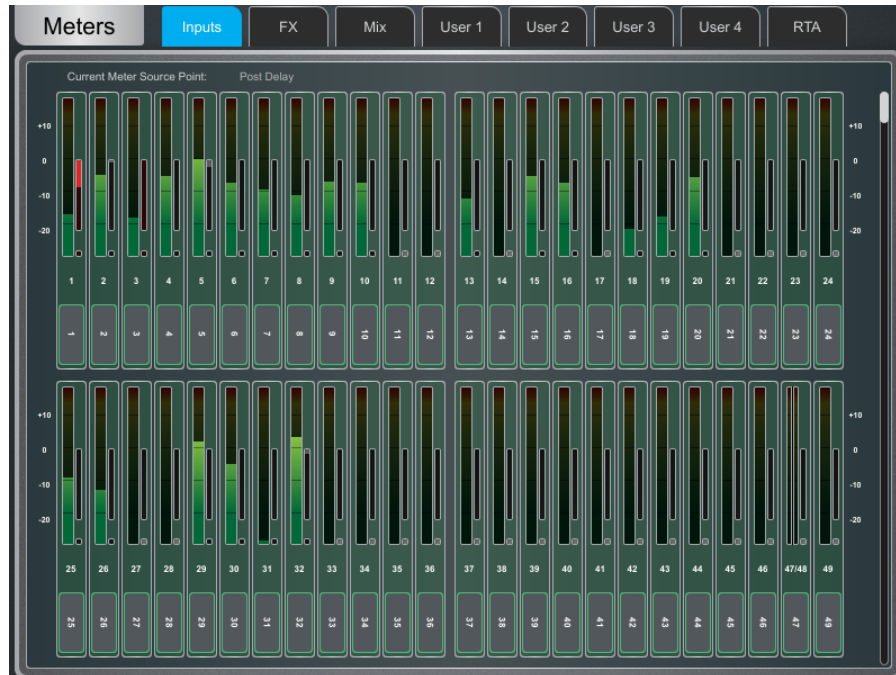 Meters Inputs FX Mix User 1 User 2 User 3 User 4 RTA
Current Meter Source Point: Post Delay
+10 +10
0 0
-10 -10
-20 -20
1 2 3 4 5 6 7 8 9 10 11 12 13 14 15 16 17 18 19 20 21 22 23 24
1 2 3 4 5 6 7 8 9 10 11 12 13 14 15 16 17 18 19 20 21 22 23 24
+10 +10
0 0
-10 -10
-20 -20
25 26 27 28 29 30 31 32 33 34 35 36 37 38 39 40 41 42 43 44 45 46 47/48 49
25 26 27 28 29 30 31 32 33 34 35 36 37 38 39 40 41 42 43 44 45 46 47 49